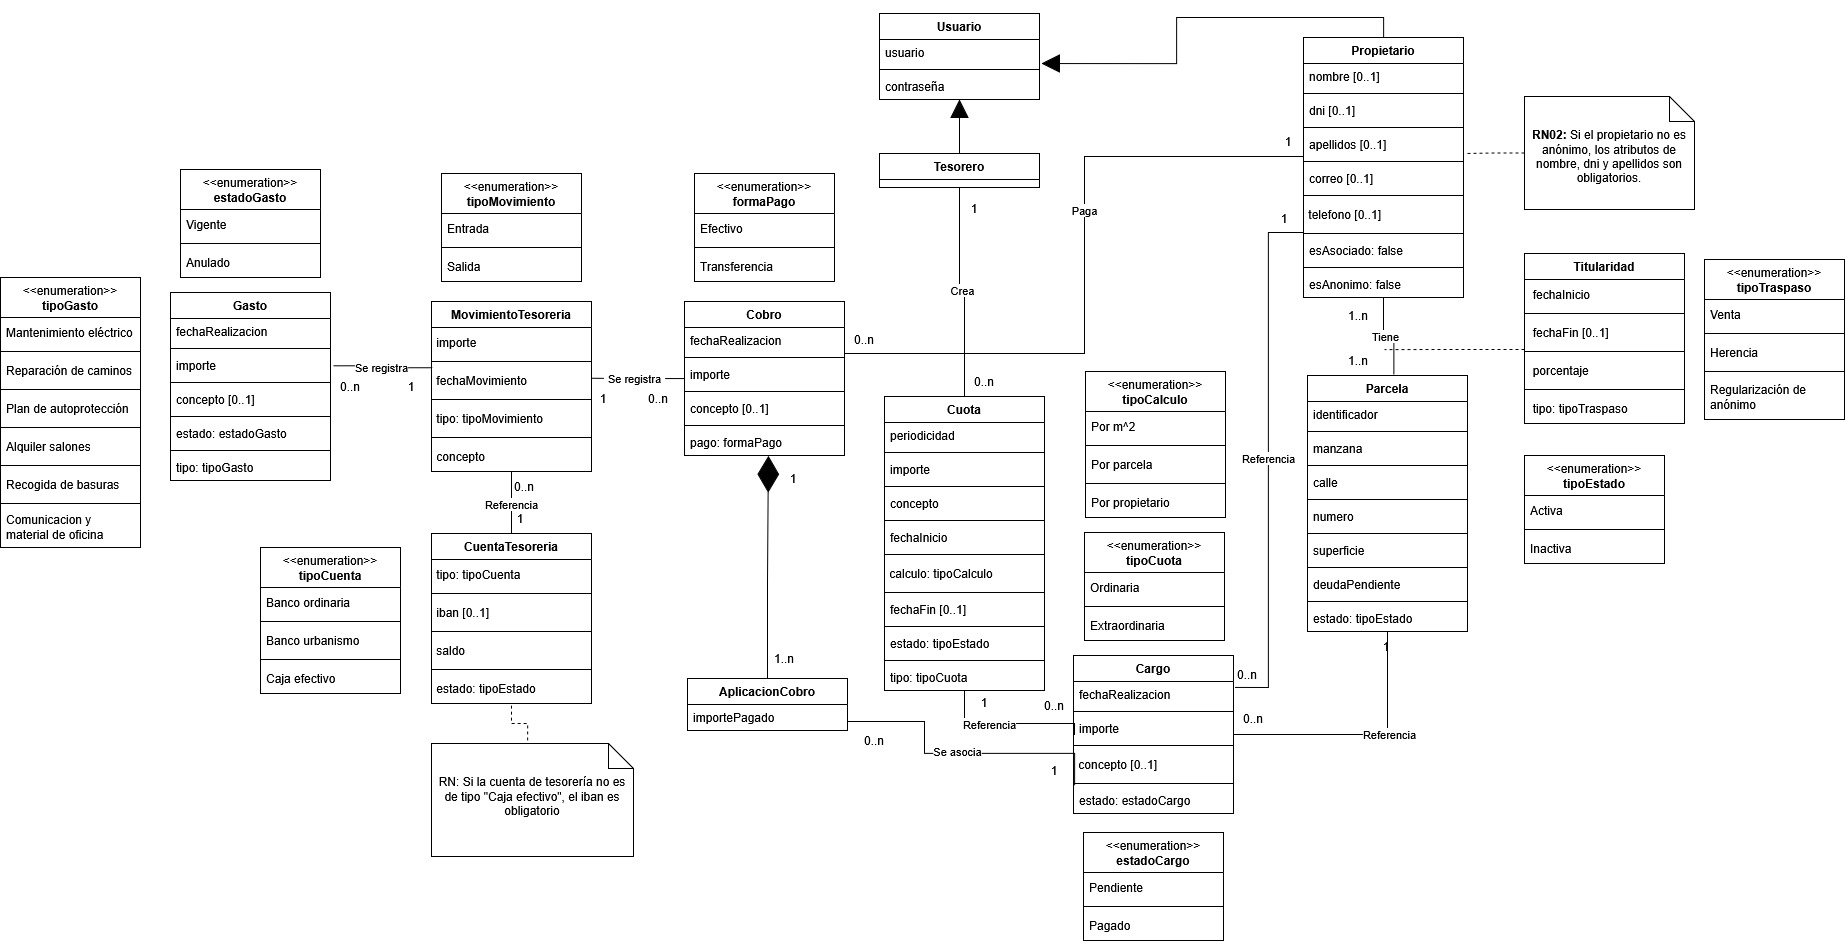 Usuario
usuario
contraseña
Tesorero
1
Crea
0..n
Propietario
nombre [0..1]
dni [0..1]
apellidos [0..1]
correo [0..1]
telefono [0..1]
esAsociado: false
esAnonimo: false
1
Paga
0..n
1
Referencia
0..n
RN02: Si el propietario no es
anónimo, los atributos de
nombre, dni y apellidos son
obligatorios.
<<enumeration>>
estadoGasto
Vigente
Anulado
<<enumeration>>
tipoMovimiento
Entrada
Salida
<<enumeration>>
formaPago
Efectivo
Transferencia
<<enumeration>>
tipoGasto
Mantenimiento eléctrico
Reparación de caminos
Plan de autoprotección
Alquiler salones
Recogida de basuras
Comunicacion y
material de oficina
Gasto
fechaRealizacion
importe
concepto [0..1]
estado: estadoGasto
tipo: tipoGasto
Se registra
0..n
1
MovimientoTesoreria
importe
fechaMovimiento
tipo: tipoMovimiento
concepto
Se registra
1
0..n
Cobro
fechaRealizacion
importe
concepto [0..1]
pago: formaPago
1
1..n
0..n
Referencia
1
CuentaTesoreria
tipo: tipoCuenta
iban [0..1]
saldo
estado: tipoEstado
<<enumeration>>
tipoCuenta
Banco ordinaria
Banco urbanismo
Caja efectivo
RN: Si la cuenta de tesorería no es
de tipo "Caja efectivo", el iban es
obligatorio
AplicacionCobro
importePagado
0..n
Se asocia
1
Cuota
periodicidad
importe
concepto
fechaInicio
calculo: tipoCalculo
fechaFin [0..1]
estado: tipoEstado
tipo: tipoCuota
1
Referencia
0..n
<<enumeration>>
tipoCalculo
Por m^2
Por parcela
Por propietario
<<enumeration>>
tipoCuota
Ordinaria
Extraordinaria
Cargo
fechaRealizacion
importe
concepto [0..1]
estado: estadoCargo
<<enumeration>>
estadoCargo
Pendiente
Pagado
1..n
Tiene
1..n
Titularidad
fechaInicio
fechaFin [0..1]
porcentaje
tipo: tipoTraspaso
<<enumeration>>
tipoTraspaso
Venta
Herencia
Regularización de
anónimo
Parcela
identificador
manzana
calle
numero
superficie
deudaPendiente
estado: tipoEstado
1
0..n
Referencia
<<enumeration>>
tipoEstado
Activa
Inactiva